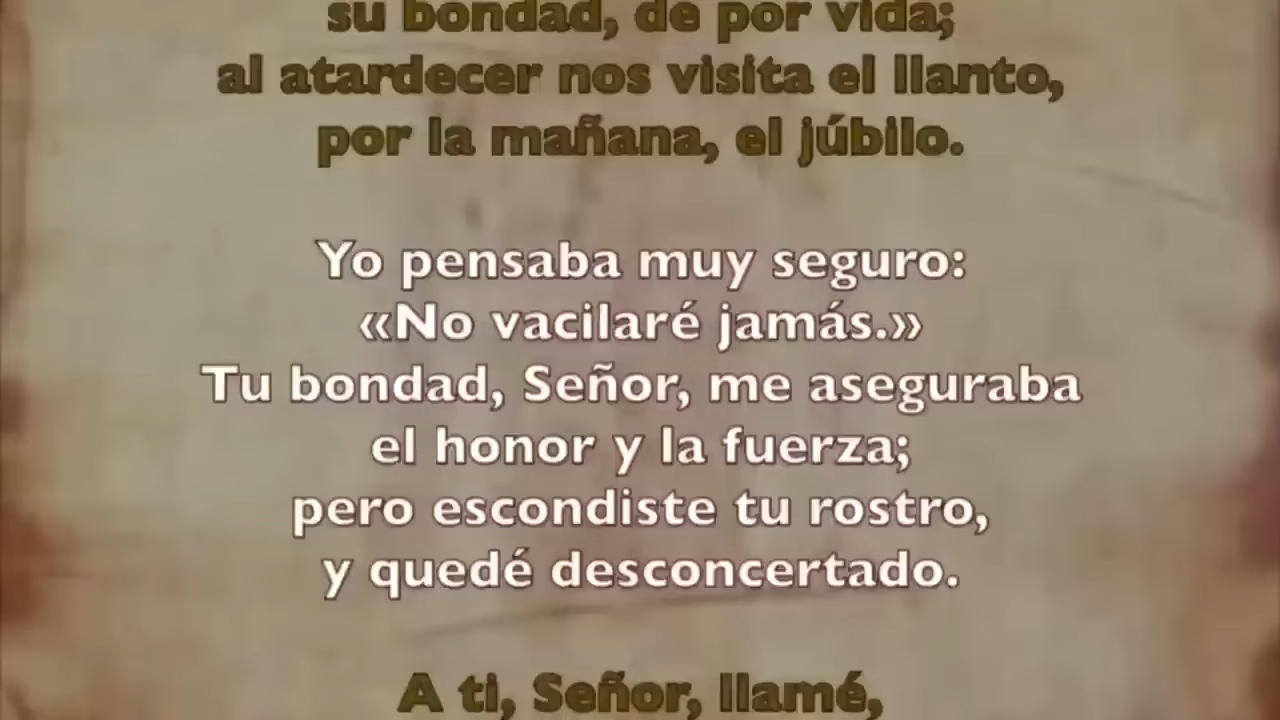 su bondad, de por vida;
al atardecer nos visita el llanto,
por la mañana, el júbilo.
Yo pensaba muy seguro:
«No vacilaré jamás.»
Tu bondad, Señor, me aseguraba
el honor y la fuerza;
pero escondiste tu rostro,
y quedé desconcertado.
A ti, Señor, llamé,